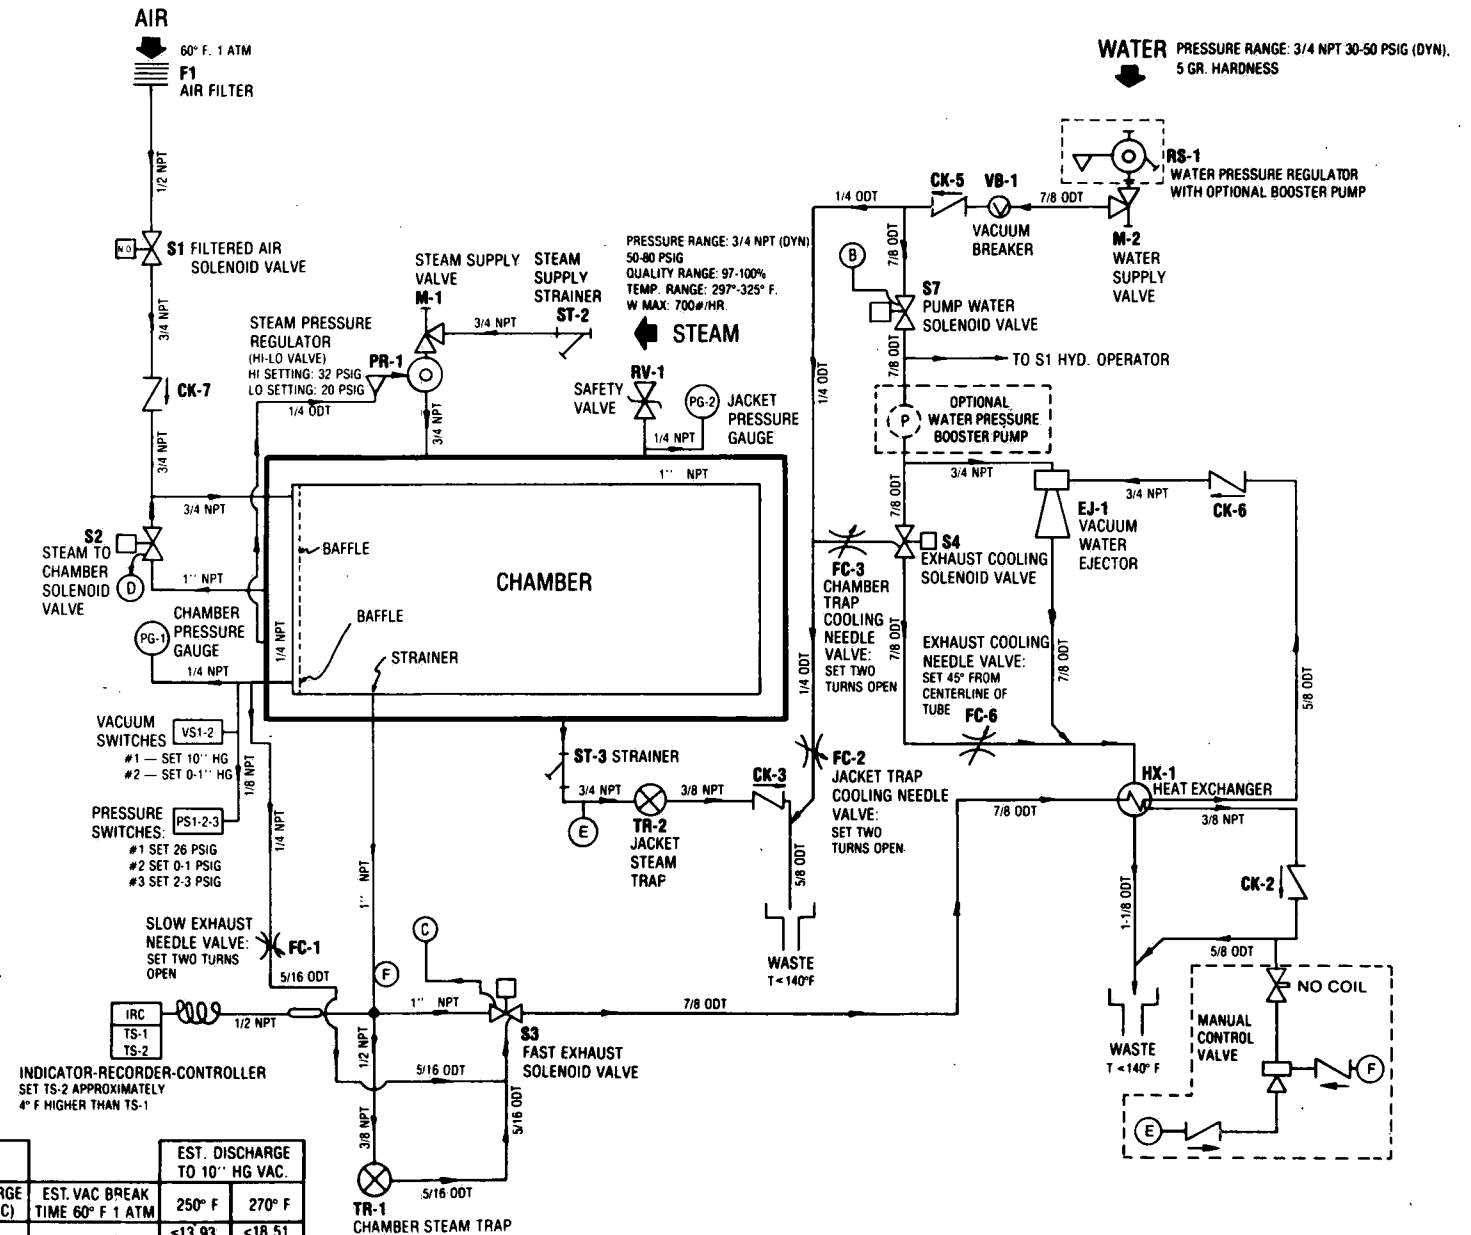 AIR
60° F. 1 ATM
F1
AIR FILTER
1/2 NPT
N.O
S1 FILTERED AIR
SOLENOID VALVE
3/4 NPT
CK-7
3/4 NPT
3/4 NPT
S2
STEAM TO
CHAMBER
SOLENOID
VALVE
D
1'' NPT
CHAMBER
PRESSURE
GAUGE
PG-1
1/4 NPT
1/4 NPT
VACUUM
SWITCHES
VS1-2
#1 — SET 10'' HG
#2 — SET 0-1'' HG
1/8 NPT
PRESSURE
SWITCHES:
PS1-2-3
#1 SET 26 PSIG
#2 SET 0-1 PSIG
#3 SET 2-3 PSIG
1/4 NPT
SLOW EXHAUST
NEEDLE VALVE:
SET TWO TURNS
OPEN
FC-1
5/16 ODT
IRC
TS-1
TS-2
1/2 NPT
INDICATOR-RECORDER-CONTROLLER
SET TS-2 APPROXIMATELY
4° F HIGHER THAN TS-1
STEAM PRESSURE
REGULATOR
(HI-LO VALVE)
HI SETTING: 32 PSIG
LO SETTING: 20 PSIG
PR-1
1/4 ODT
STEAM SUPPLY
VALVE
M-1
3/4 NPT
STEAM
SUPPLY
STRAINER
ST-2
3/4 NPT
PRESSURE RANGE: 3/4 NPT (DYN)
50-80 PSIG
QUALITY RANGE: 97-100%
TEMP. RANGE: 297°-325° F.
W MAX: 700#/HR.
STEAM
RV-1
SAFETY
VALVE
PG-2
JACKET
PRESSURE
GAUGE
1/4 NPT
1'' NPT
BAFFLE
CHAMBER
BAFFLE
STRAINER
ST-3 STRAINER
3/4 NPT
E
TR-2
JACKET
STEAM
TRAP
3/8 NPT
CK-3
5/8 ODT
WASTE
T<140°F
1'' NPT
F
C
1'' NPT
S3
FAST EXHAUST
SOLENOID VALVE
7/8 ODT
1/2 NPT
5/16 ODT
5/16 ODT
3/8 NPT
5/16 ODT
TR-1
CHAMBER STEAM TRAP
WATER
PRESSURE RANGE: 3/4 NPT 30-50 PSIG (DYN),
5 GR. HARDNESS
RS-1
WATER PRESSURE REGULATOR
WITH OPTIONAL BOOSTER PUMP
M-2
WATER
SUPPLY
VALVE
7/8 ODT
VB-1
VACUUM
BREAKER
CK-5
1/4 ODT
7/8 ODT
B
S7
PUMP WATER
SOLENOID VALVE
7/8 ODT
TO S1 HYD. OPERATOR
1/4 ODT
P
OPTIONAL
WATER PRESSURE
BOOSTER PUMP
3/4 NPT
7/8 ODT
EJ-1
VACUUM
WATER
EJECTOR
3/4 NPT
CK-6
S4
EXHAUST COOLING
SOLENOID VALVE
FC-3
CHAMBER
TRAP
COOLING
NEEDLE
VALVE:
SET TWO
TURNS OPEN
1/4 ODT
7/8 ODT
EXHAUST COOLING
NEEDLE VALVE:
SET 45° FROM
CENTERLINE OF
TUBE
FC-6
7/8 ODT
5/8 ODT
FC-2
JACKET TRAP
COOLING NEEDLE
VALVE:
SET TWO
TURNS OPEN
HX-1
HEAT EXCHANGER
7/8 ODT
3/8 NPT
CK-2
1-1/8 ODT
5/8 ODT
WASTE
T <140° F
NO COIL
MANUAL
CONTROL
VALVE
F
E
EST. DISCHARGE
TO 10'' HG VAC.
RGE
C)
EST. VAC BREAK
TIME 60° F 1 ATM
250° F
270° F
<13.93
<18.51